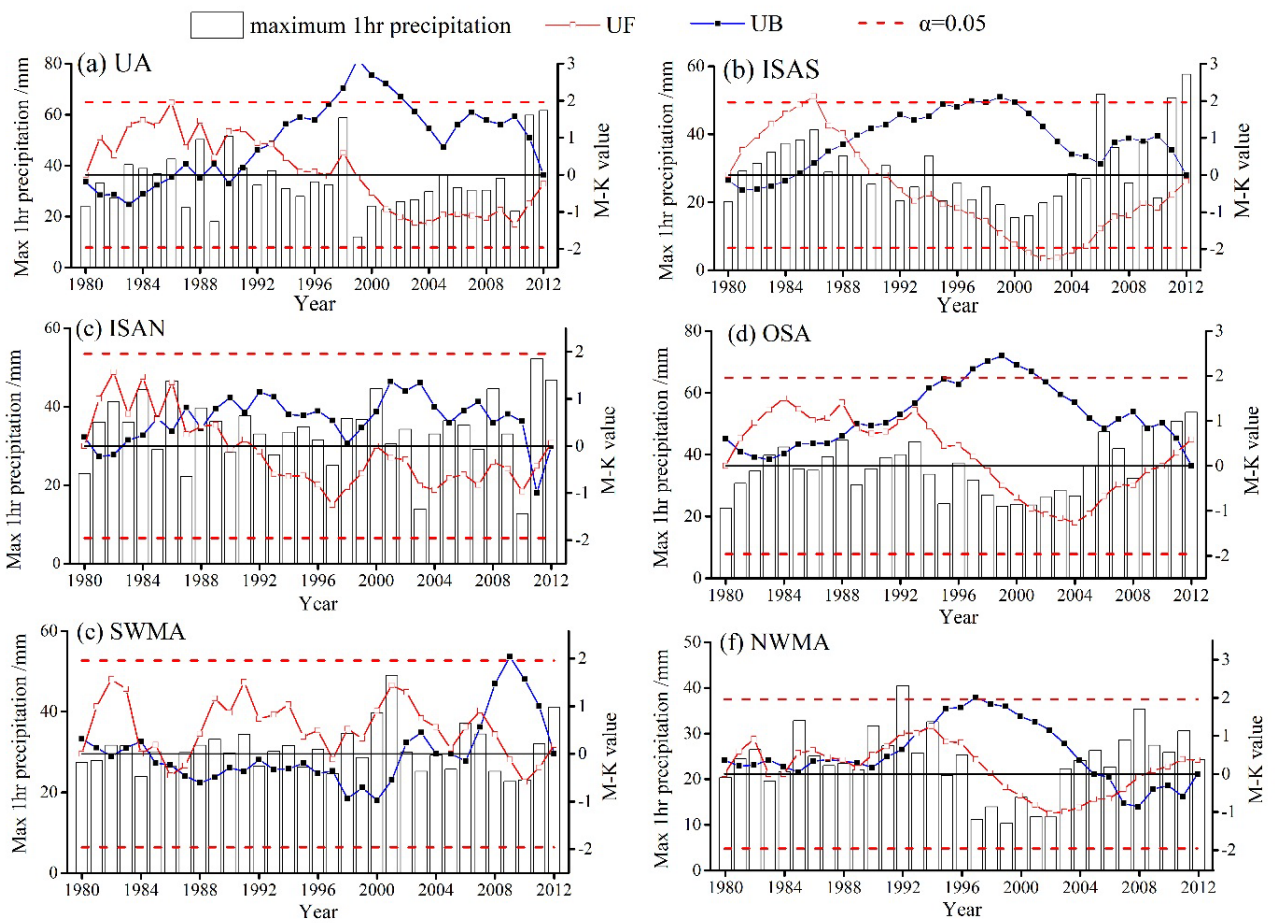 maximum 1hr precipitation UF UB α=0.05
(a) UA
Max 1hr precipitation /mm
80
60
40
20
0
3
2
1
0
-1
-2
M-K value
1980 1984 1988 1992 1996 2000 2004 2008 2012
Year
(b) ISAS
Max 1hr precipitation /mm
60
40
20
0
3
2
1
0
-1
-2
M-K value
1980 1984 1988 1992 1996 2000 2004 2008 2012
Year
(c) ISAN
Max 1hr precipitation /mm
60
40
20
0
2
1
0
-1
-2
M-K value
1980 1984 1988 1992 1996 2000 2004 2008 2012
Year
(d) OSA
Max 1hr precipitation /mm
80
60
40
20
0
3
2
1
0
-1
-2
M-K value
1980 1984 1988 1992 1996 2000 2004 2008 2012
Year
(e) SWMA
Max 1hr precipitation /mm
60
40
20
0
2
1
0
-1
-2
M-K value
1980 1984 1988 1992 1996 2000 2004 2008 2012
Year
(f) NWMA
Max 1hr precipitation /mm
50
40
30
20
10
0
3
2
1
0
-1
-2
M-K value
1980 1984 1988 1992 1996 2000 2004 2008 2012
Year